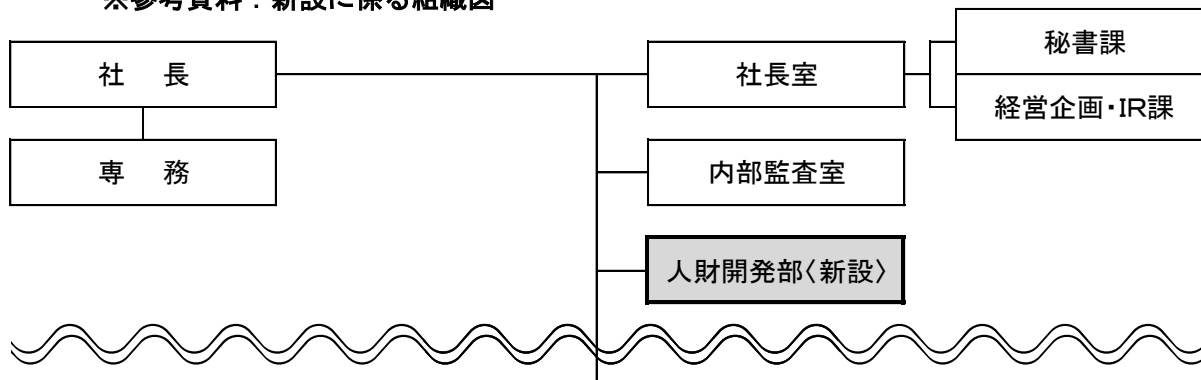 ※参考資料：新設に係る組織図
社　長
社長室
秘書課
経営企画・IR課
専　務
内部監査室
人財開発部〈新設〉